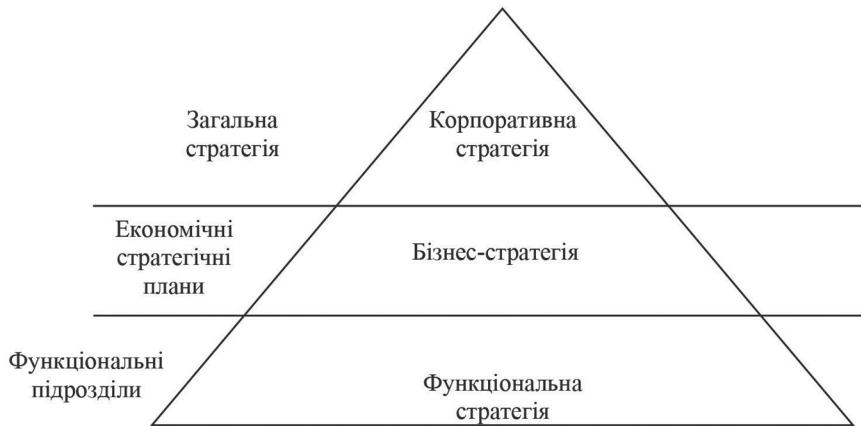 Загальна
стратегія
Корпоративна
стратегія
Економічні
стратегічні
плани
Бізнес-стратегія
Функціональні
підрозділи
Функціональна
стратегія